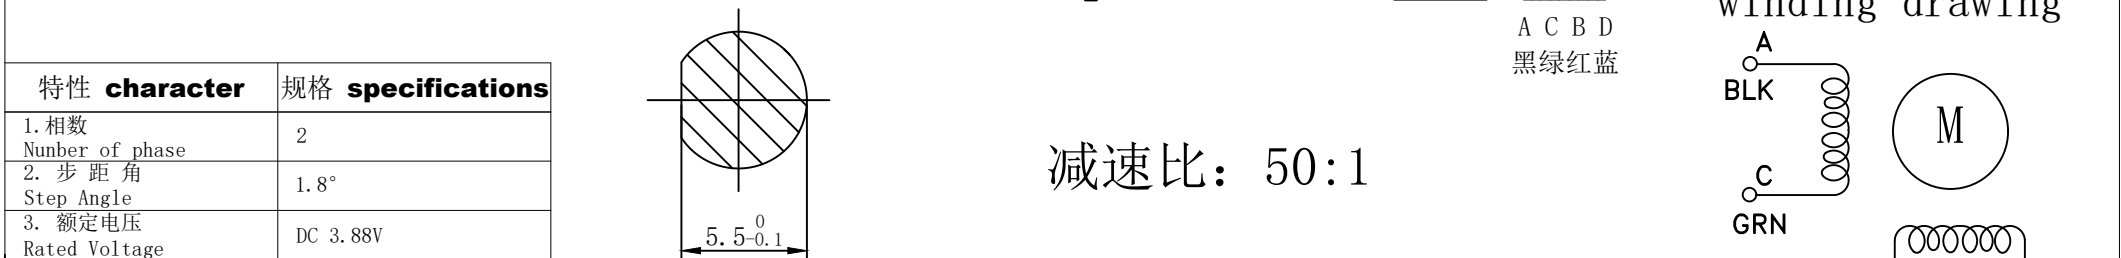 winding drawing
A C B D
黑绿红蓝
特性 character 规格 specifications
1.相数
Nunber of phase
2
2. 步 距 角
Step Angle
1.8°
3. 额定电压
Rated Voltage
DC 3.88V
5.5 0 -0.1
减速比：50:1
A
BLK
C
GRN
M